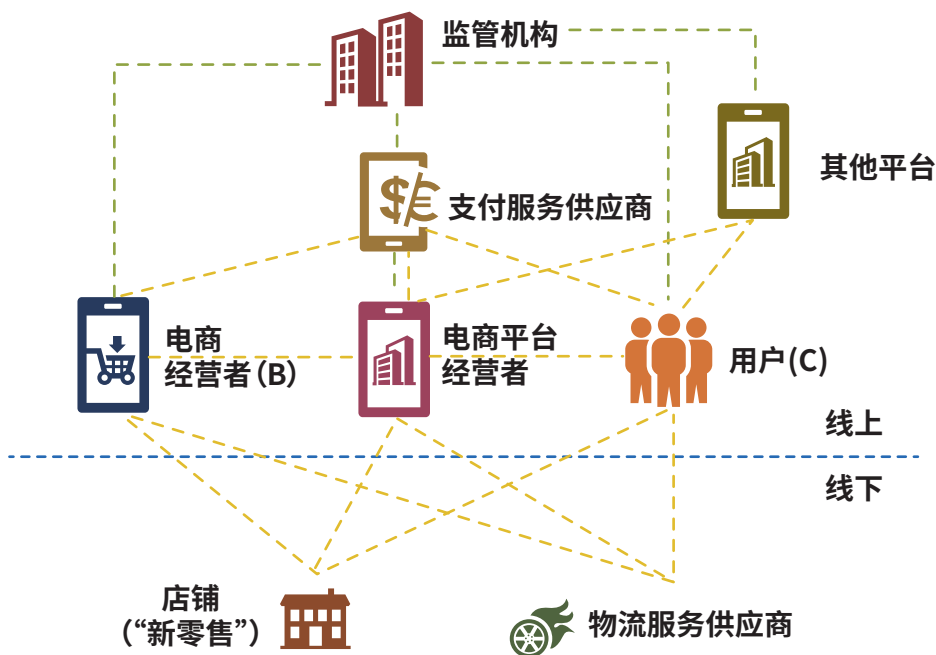 监管机构
其他平台
$/€
支付服务供应商
电商
经营者（B）
电商平台
经营者
用户(C)
线上
线下
店铺
（“新零售”）
物流服务供应商